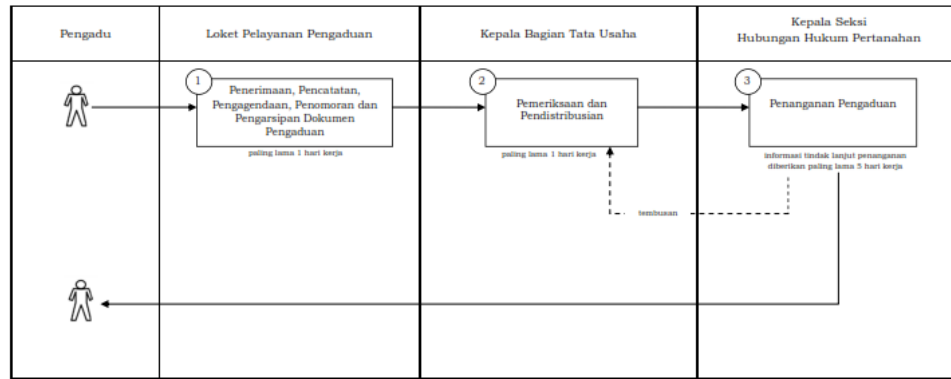 Pengadu
Loket Pelayanan Pengaduan
Kepala Bagian Tata Usaha
Kepala Seksi
Hubungan Hukum Pertanahan
1
Penerimaan, Pencatatan,
Pengagendaan, Penomoran dan
Pengarsipan Dokumen
Pengaduan
paling lama 1 hari kerja
2
Pemeriksaan dan
Pendistribusian
paling lama 1 hari kerja
3
Penanganan Pengaduan
informasi tindak lanjut penanganan
diberikan paling lama 5 hari kerja
tembusan